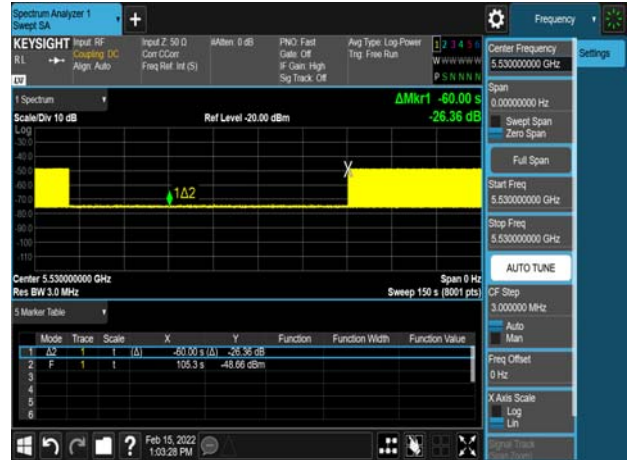 Spectrum Analyzer 1
Swept SA
+
Frequency
KEYSIGHT
RL
Input: RF
Coupling: DC
Align: Auto
Input Z: 50 Ω
Corr CCorr
Freq Ref: Int (S)
#Atten: 0 dB
PNO: Fast
Gate: Off
IF Gain: High
Sig Track: Off
Avg Type: Log-Power
Trig: Free Run
1 2 3 4 5 6
W W W W W W
P S N N N N
LW
1 Spectrum
Scale/Div 10 dB
Ref Level -20.00 dBm
ΔMkr1 -60.00 s
-26.36 dB
Log
-30.0
-40.0
-50.0
-60.0
-70.0
-80.0
-90.0
-100
-110
X
1Δ2
Center 5.530000000 GHz
Res BW 3.0 MHz
Span 0 Hz
Sweep 150 s (8001 pts)
5 Marker Table
Mode Trace Scale X Y Function Function Width Function Value
1 Δ2 1 t (Δ) -60.00 s (Δ) -26.36 dB
2 F 1 t 105.3 s -48.66 dBm
3
4
5
6
Feb 15, 2022
1:03:28 PM
Center Frequency
5.530000000 GHz
Settings
Span
0.00000000 Hz
Swept Span
Zero Span
Full Span
Start Freq
5.530000000 GHz
Stop Freq
5.530000000 GHz
AUTO TUNE
CF Step
3.000000 MHz
Auto
Man
Freq Offset
0 Hz
X Axis Scale
Log
Lin
Signal Track
(Span Zoom)